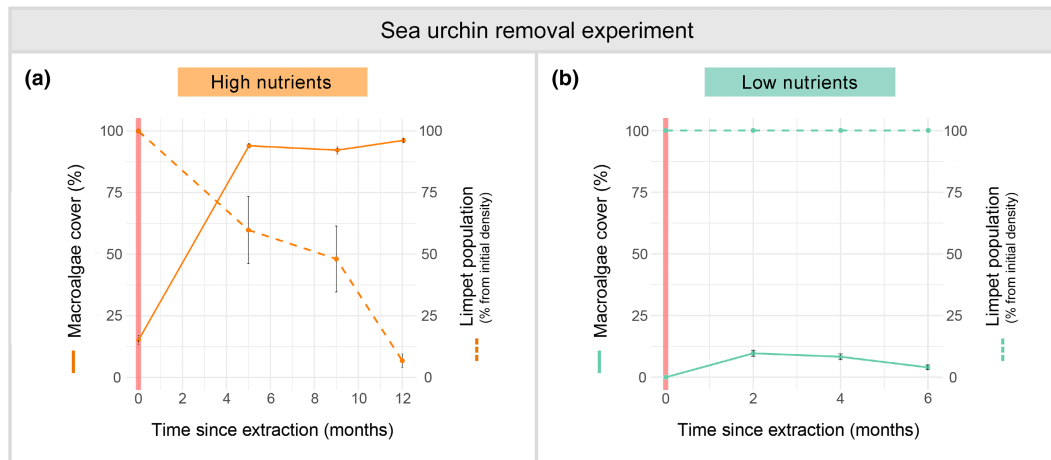 Sea urchin removal experiment
(a)
High nutrients
100
75
50
25
0
Macroalgae cover (%)
100
75
50
25
0
Limpet population
(% from initial density)
0 2 4 6 8 10 12
Time since extraction (months)
(b)
Low nutrients
100
75
50
25
0
Macroalgae cover (%)
100
75
50
25
0
Limpet population
(% from initial density)
0 2 4 6
Time since extraction (months)